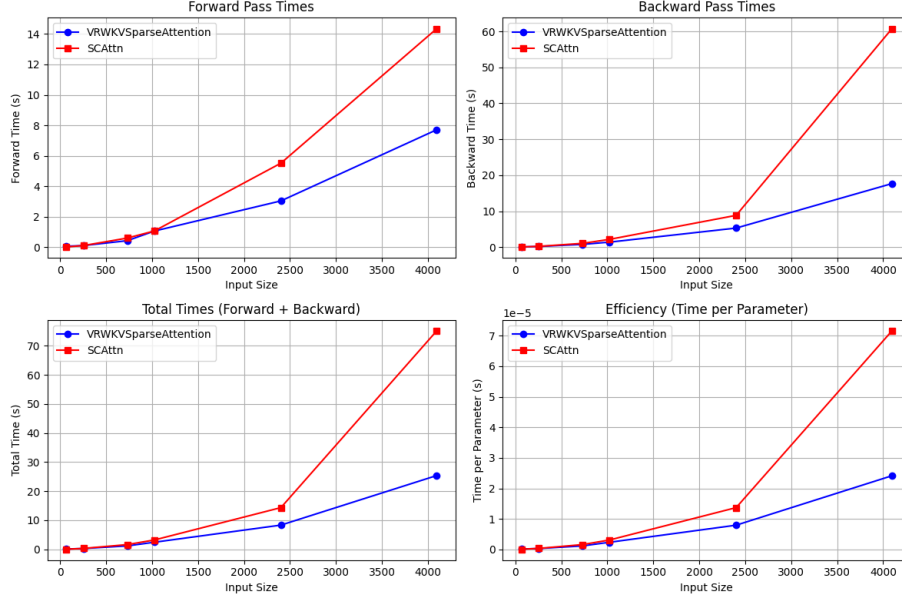 Forward Pass Times
VRWKVSparseAttention
SCAttn
Forward Time (s)
14
12
10
8
6
4
2
0
0 500 1000 1500 2000 2500 3000 3500 4000
Input Size
Backward Pass Times
VRWKVSparseAttention
SCAttn
Backward Time (s)
60
50
40
30
20
10
0
0 500 1000 1500 2000 2500 3000 3500 4000
Input Size
Total Times (Forward + Backward)
VRWKVSparseAttention
SCAttn
Total Time (s)
70
60
50
40
30
20
10
0
0 500 1000 1500 2000 2500 3000 3500 4000
Input Size
Efficiency (Time per Parameter)
1e−5
VRWKVSparseAttention
SCAttn
Time per Parameter (s)
7
6
5
4
3
2
1
0
0 500 1000 1500 2000 2500 3000 3500 4000
Input Size